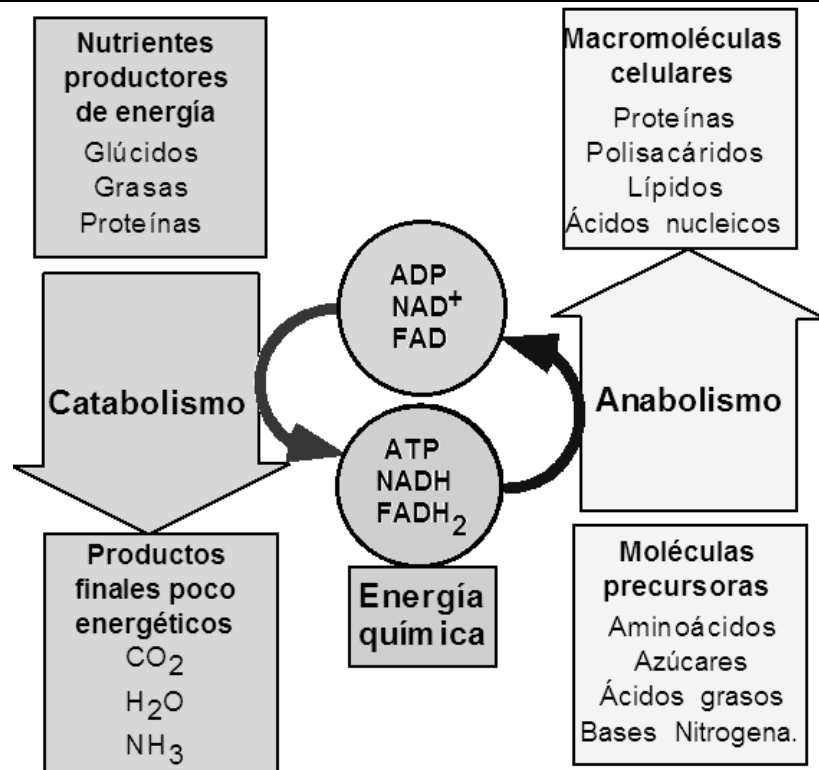 Nutrientes
productores
de energía
Glúcidos
Grasas
Proteínas
Catabolismo
Productos
finales poco
energéticos
CO2
H2O
NH3
ADP
NAD+
FAD
ATP
NADH
FADH2
Energía
química
Macromoléculas
celulares
Proteínas
Polisacáridos
Lípidos
Ácidos nucleicos
Anabolismo
Moléculas
precursoras
Aminoácidos
Azúcares
Ácidos grasos
Bases Nitrogena.